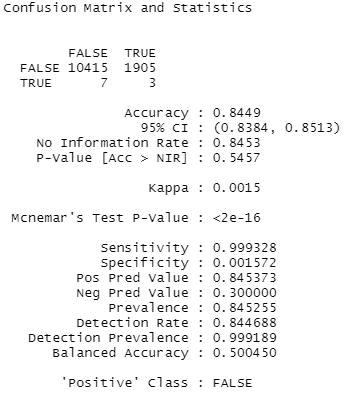 Confusion Matrix and Statistics
FALSE TRUE
FALSE 10415 1905
TRUE 7 3
Accuracy : 0.8449
95% CI : (0.8384, 0.8513)
No Information Rate : 0.8453
P-Value [Acc > NIR] : 0.5457
Kappa : 0.0015
Mcnemar's Test P-Value : <2e-16
Sensitivity : 0.999328
Specificity : 0.001572
Pos Pred Value : 0.845373
Neg Pred Value : 0.300000
Prevalence : 0.845255
Detection Rate : 0.844688
Detection Prevalence : 0.999189
Balanced Accuracy : 0.500450
'Positive' Class : FALSE